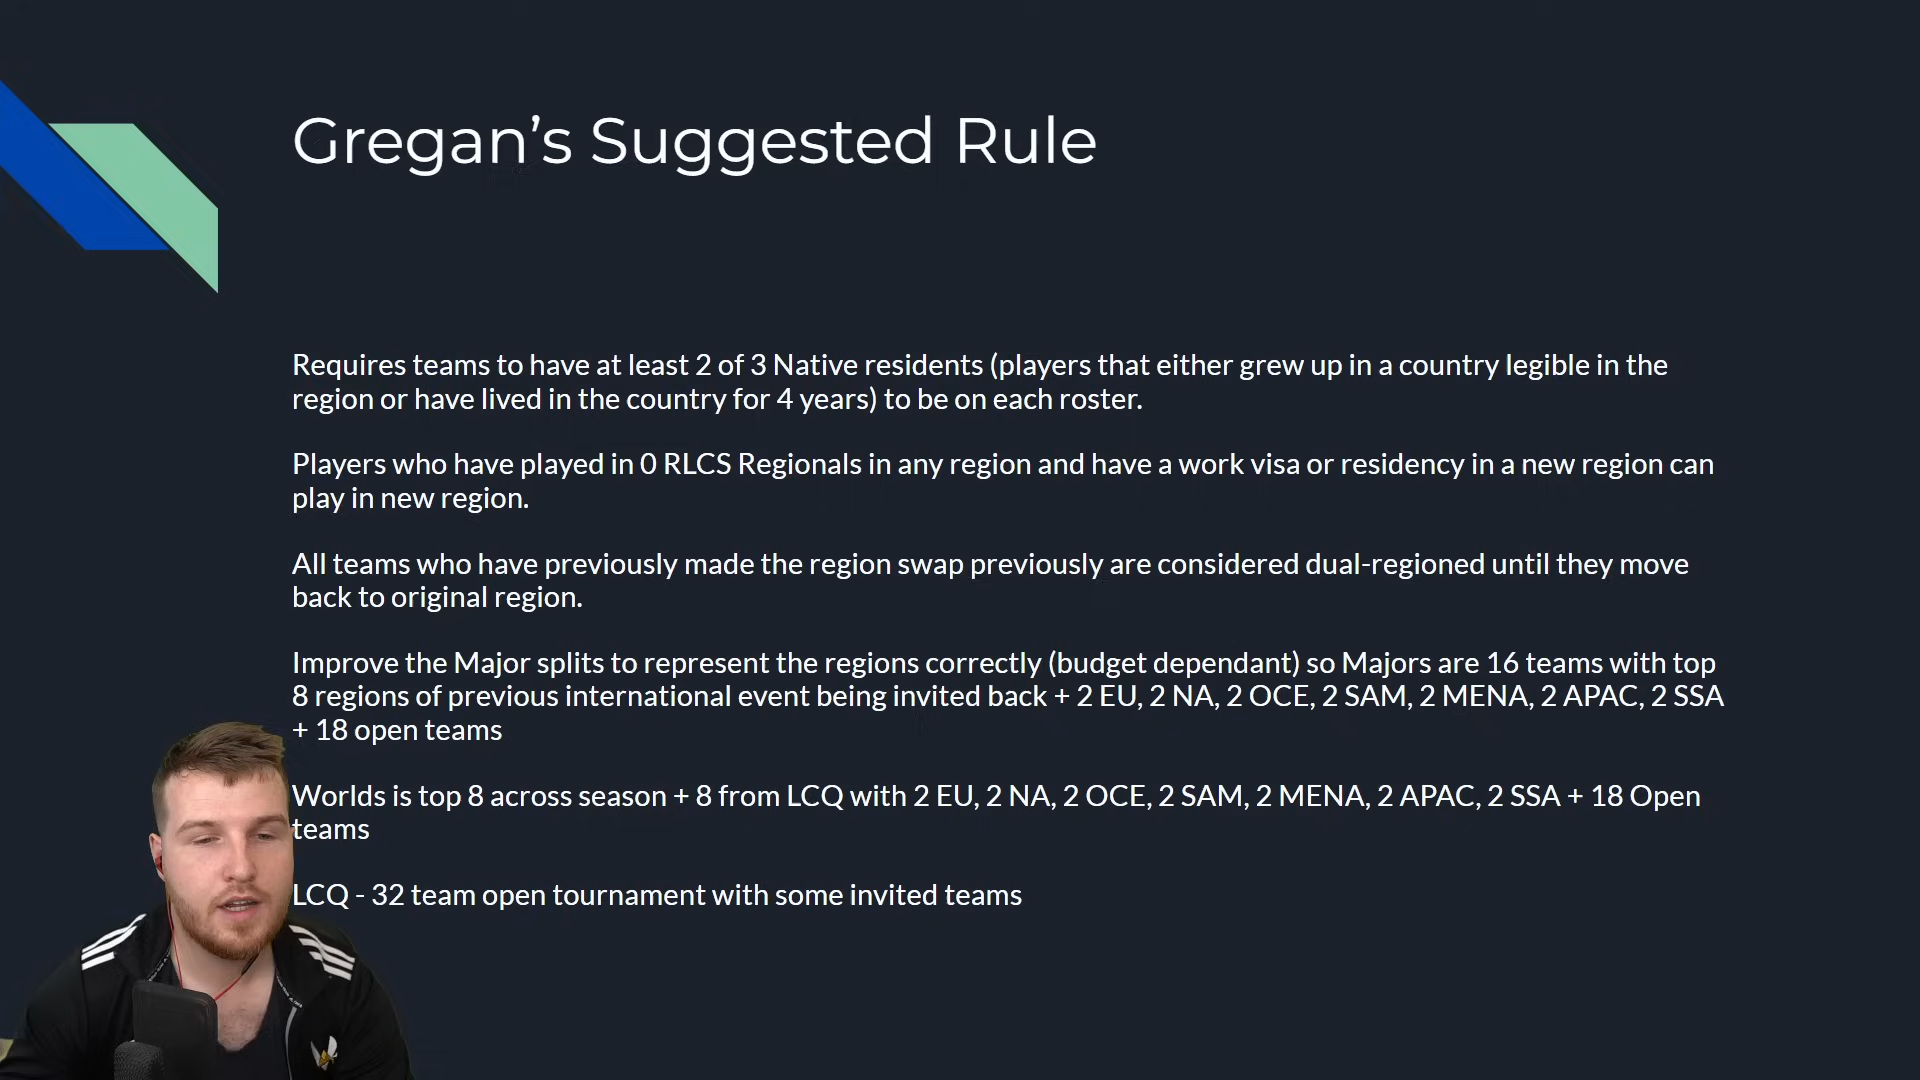 Gregan’s Suggested Rule
Requires teams to have at least 2 of 3 Native residents (players that either grew up in a country legible in the
region or have lived in the country for 4 years) to be on each roster.
Players who have played in 0 RLCS Regionals in any region and have a work visa or residency in a new region can
play in new region.
All teams who have previously made the region swap previously are considered dual-regioned until they move
back to original region.
Improve the Major splits to represent the regions correctly (budget dependant) so Majors are 16 teams with top
8 regions of previous international event being invited back + 2 EU, 2 NA, 2 OCE, 2 SAM, 2 MENA, 2 APAC, 2 SSA
+ 18 open teams
Worlds is top 8 across season + 8 from LCQ with 2 EU, 2 NA, 2 OCE, 2 SAM, 2 MENA, 2 APAC, 2 SSA + 18 Open
teams
LCQ - 32 team open tournament with some invited teams